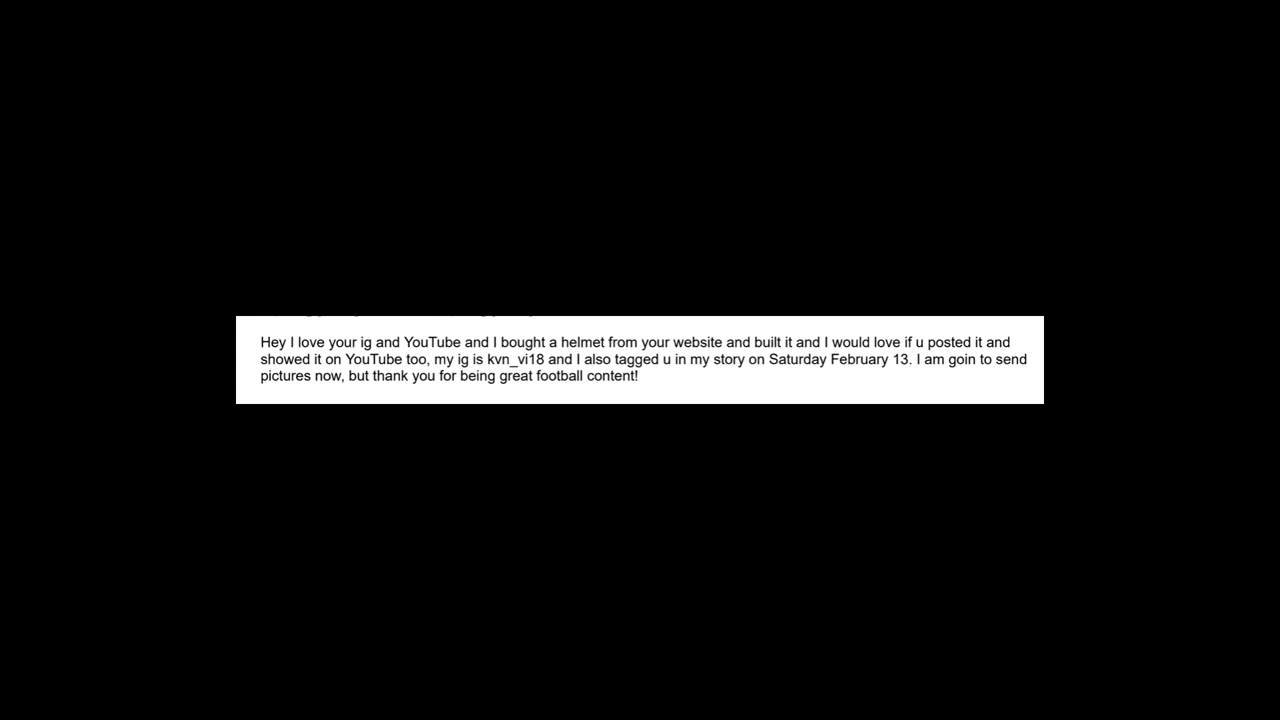 Hey I love your ig and YouTube and I bought a helmet from your website and built it and I would love if u posted it and
showed it on YouTube too, my ig is kvn_vi18 and I also tagged u in my story on Saturday February 13. I am goin to send
pictures now, but thank you for being great football content!